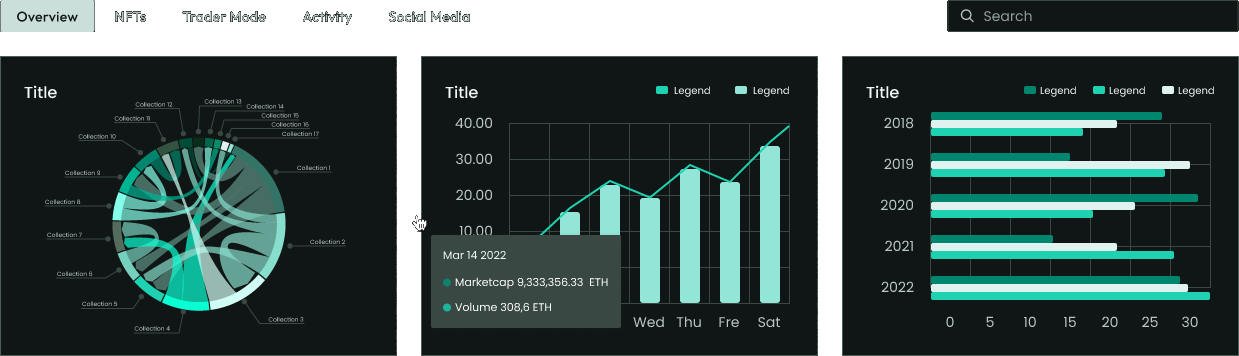 Overview NFTs Trader Mode Activity Social Media Search
Title
Collection 12
Collection 13
Collection 14
Collection 11
Collection 15
Collection 16
Collection 10
Collection 17
Collection 9
Collection 1
Collection 8
Collection 7
Collection 2
Collection 6
Collection 5
Collection 3
Collection 4
Title Legend Legend
40.00
30.00
20.00
10.00
Mar 14 2022
Marketcap 9,333,356.33 ETH
Volume 308,6 ETH
Wed Thu Fre Sat
Title Legend Legend Legend
2018
2019
2020
2021
2022
0 5 10 15 20 25 30